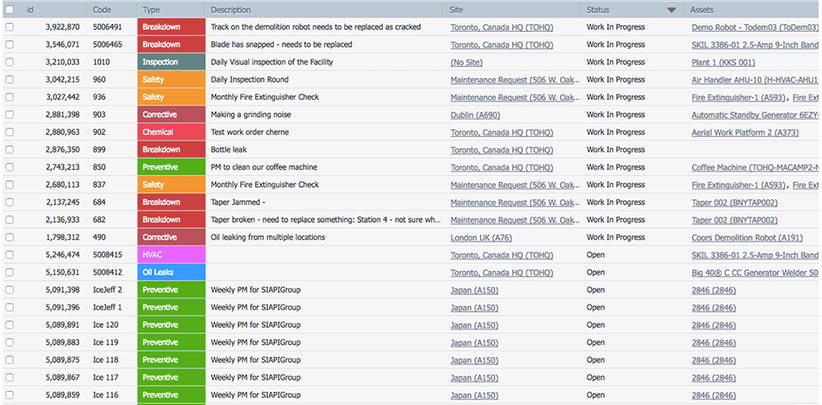 id Code Type Description Site Status Assets
3,922,870 5006491 Breakdown Track on the demolition robot needs to be replaced as cracked Toronto, Canada HQ (TOHQ) Work In Progress Demo Robot - Todem03 (ToDem03)
3,546,071 5006465 Breakdown Blade has snapped - needs to be replaced Toronto, Canada HQ (TOHQ) Work In Progress SKIL 3386-01 2.5-Amp 9-Inch Band
3,210,033 1010 Inspection Daily Visual inspection of the Facility (No Site) Work In Progress Plant 1 (KKS 001)
3,042,215 960 Safety Daily Inspection Round Maintenance Request (506 W. Oak... Work In Progress Air Handler AHU-10 (H-HVAC-AHU1
3,027,442 936 Safety Monthly Fire Extinguisher Check Maintenance Request (506 W. Oak... Work In Progress Fire Extinguisher-1 (A593), Fire Ext
2,881,398 903 Corrective Making a grinding noise Dublin (A690) Work In Progress Automatic Standby Generator 6EZY-
2,880,963 902 Chemical Test work order cherne Toronto, Canada HQ (TOHQ) Work In Progress Aerial Work Platform 2 (A373)
2,876,350 899 Breakdown Bottle leak Toronto, Canada HQ (TOHQ) Work In Progress
2,743,213 850 Preventive PM to clean our coffee machine Toronto, Canada HQ (TOHQ) Work In Progress Coffee Machine (TOHQ-MACAMP2-
2,680,113 837 Safety Monthly Fire Extinguisher Check Maintenance Request (506 W. Oak... Work In Progress Fire Extinguisher-1 (A593), Fire Ext
2,137,245 684 Breakdown Taper Jammed - Maintenance Request (506 W. Oak... Work In Progress Taper 002 (BNYTAP002)
2,136,933 682 Breakdown Taper broken - need to replace something: Station 4 - not sure wh... Maintenance Request (506 W. Oak... Work In Progress Taper 002 (BNYTAP002)
1,798,312 490 Corrective Oil leaking from multiple locations London UK (A76) Work In Progress Coors Demolition Robot (A191)
5,246,474 5008415 HVAC Toronto, Canada HQ (TOHQ) Open SKIL 3386-01 2.5-Amp 9-Inch Band
5,150,631 5008412 Oil Leaks Toronto, Canada HQ (TOHQ) Open Big 40® C CC Generator Welder 50
5,091,398 IceJeff 2 Preventive Weekly PM for SIAPIGroup Japan (A150) Open 2846 (2846)
5,091,396 IceJeff 1 Preventive Weekly PM for SIAPIGroup Japan (A150) Open 2846 (2846)
5,089,891 Ice 120 Preventive Weekly PM for SIAPIGroup Japan (A150) Open 2846 (2846)
5,089,883 Ice 119 Preventive Weekly PM for SIAPIGroup Japan (A150) Open 2846 (2846)
5,089,875 Ice 118 Preventive Weekly PM for SIAPIGroup Japan (A150) Open 2846 (2846)
5,089,867 Ice 117 Preventive Weekly PM for SIAPIGroup Japan (A150) Open 2846 (2846)
5,089,859 Ice 116 Preventive Weekly PM for SIAPIGroup Japan (A150) Open 2846 (2846)